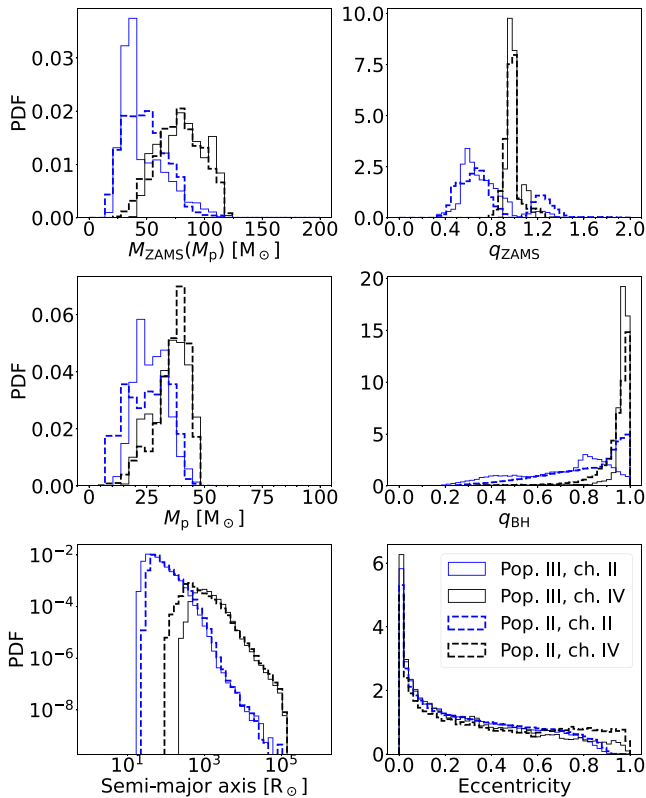 PDF
0.03
0.02
0.01
0.00
0 50 100 150 200
M_ZAMS(M_p) [M_⊙]
10.0
7.5
5.0
2.5
0.0
0.0 0.4 0.8 1.2 1.6 2.0
q_ZAMS
PDF
0.06
0.04
0.02
0.00
0 25 50 75 100
M_p [M_⊙]
20
15
10
5
0
0.0 0.2 0.4 0.6 0.8 1.0
q_BH
PDF
10⁻²
10⁻⁴
10⁻⁶
10⁻⁸
10¹ 10³ 10⁵
Semi-major axis [R_⊙]
6
4
2
0
Pop. III, ch. II
Pop. III, ch. IV
Pop. II, ch. II
Pop. II, ch. IV
0.0 0.2 0.4 0.6 0.8 1.0
Eccentricity